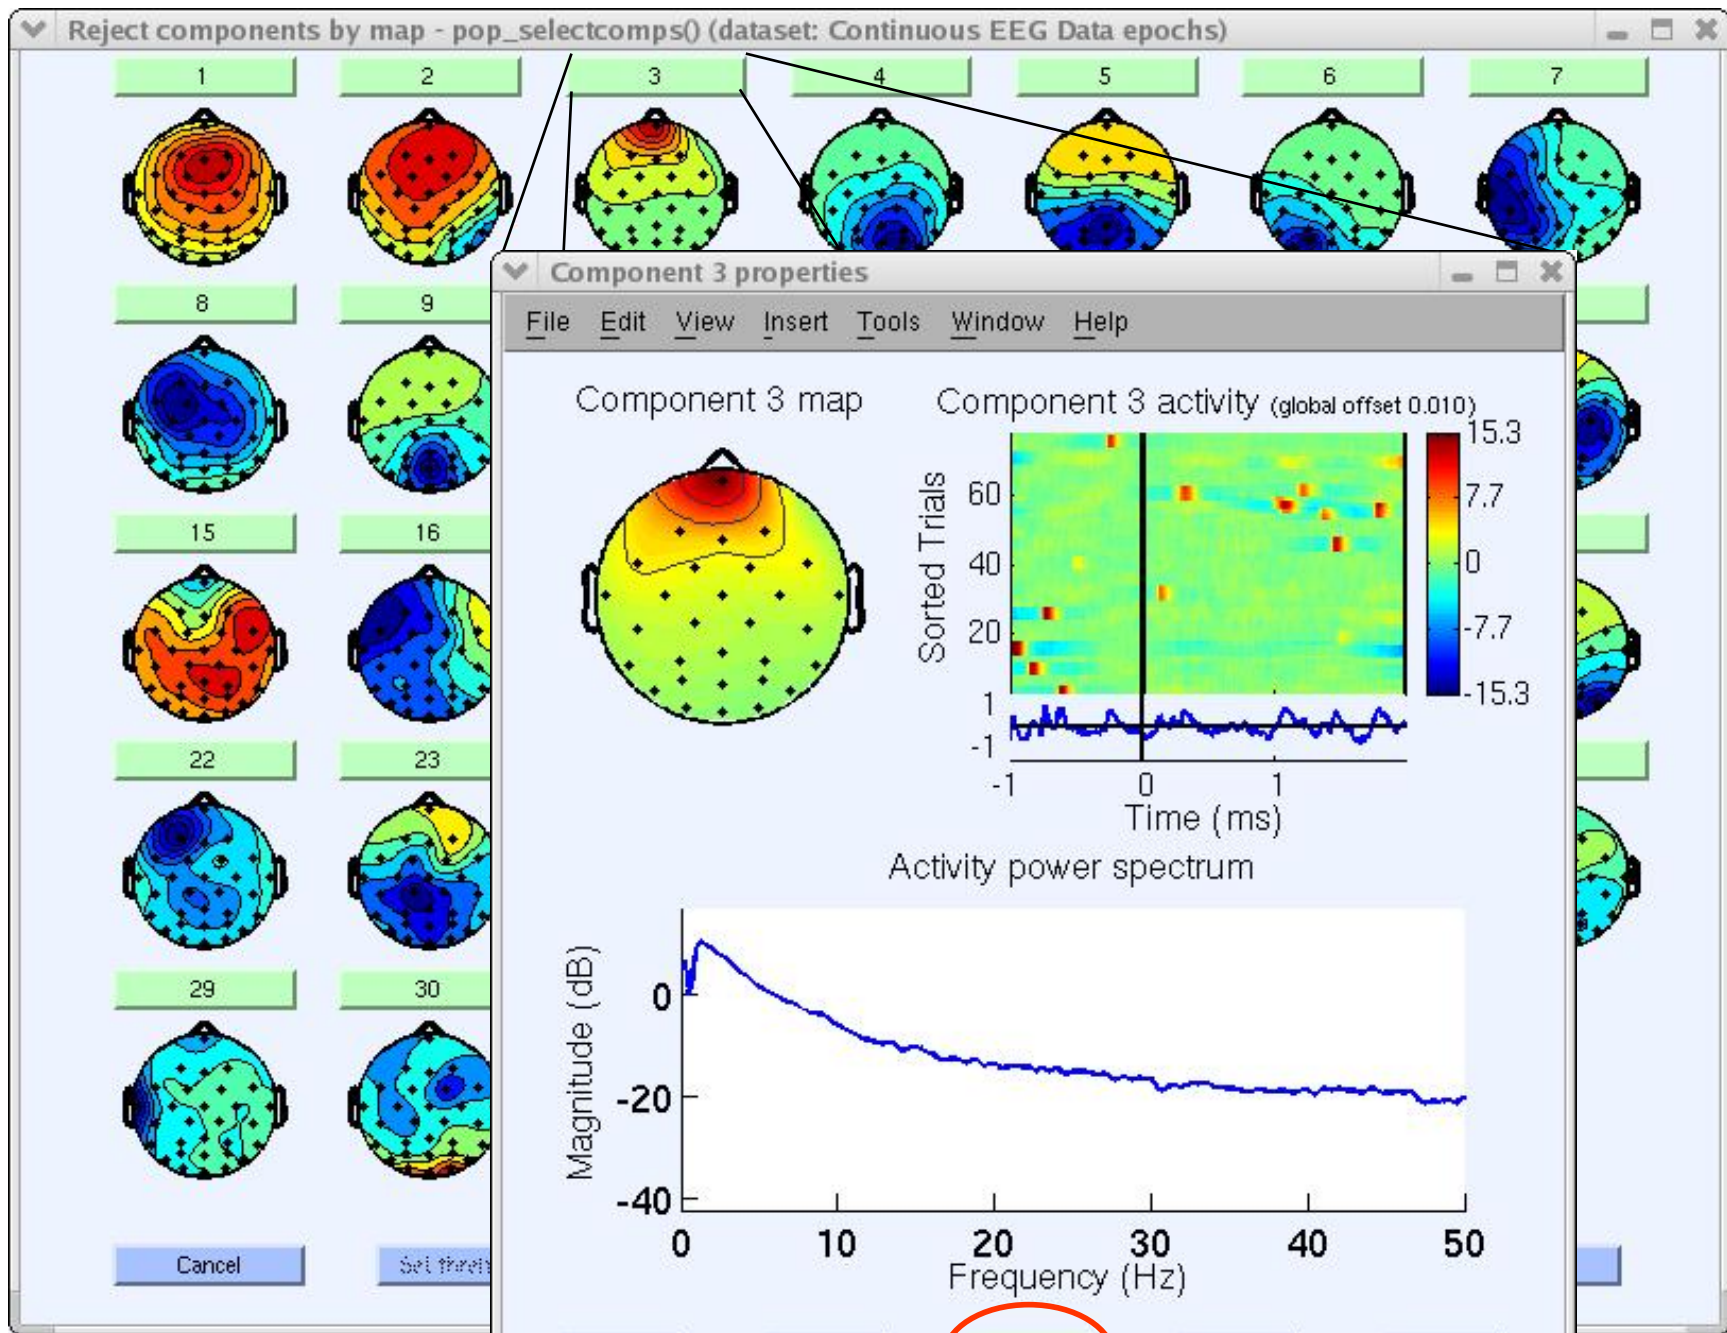 Reject components by map - pop_selectcomps() (dataset: Continuous EEG Data epochs)
1 2 3 4 5 6 7
Component 3 properties
8 9
File Edit View Insert Tools Window Help
Component 3 map
Component 3 activity (global offset 0.010)
15.3
7.7
0
-7.7
-15.3
Sorted Trials
60
40
20
15 16
1
-1
-1 0 1
Time (ms)
22 23
Activity power spectrum
Magnitude (dB)
0
-20
-40
29 30
0 10 20 30 40 50
Frequency (Hz)
Cancel
Set